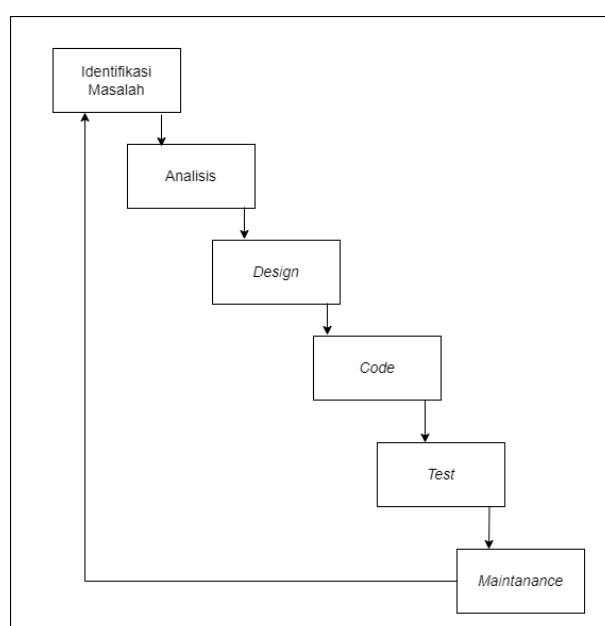 Identifikasi
Masalah
Analisis
Design
Code
Test
Maintanance